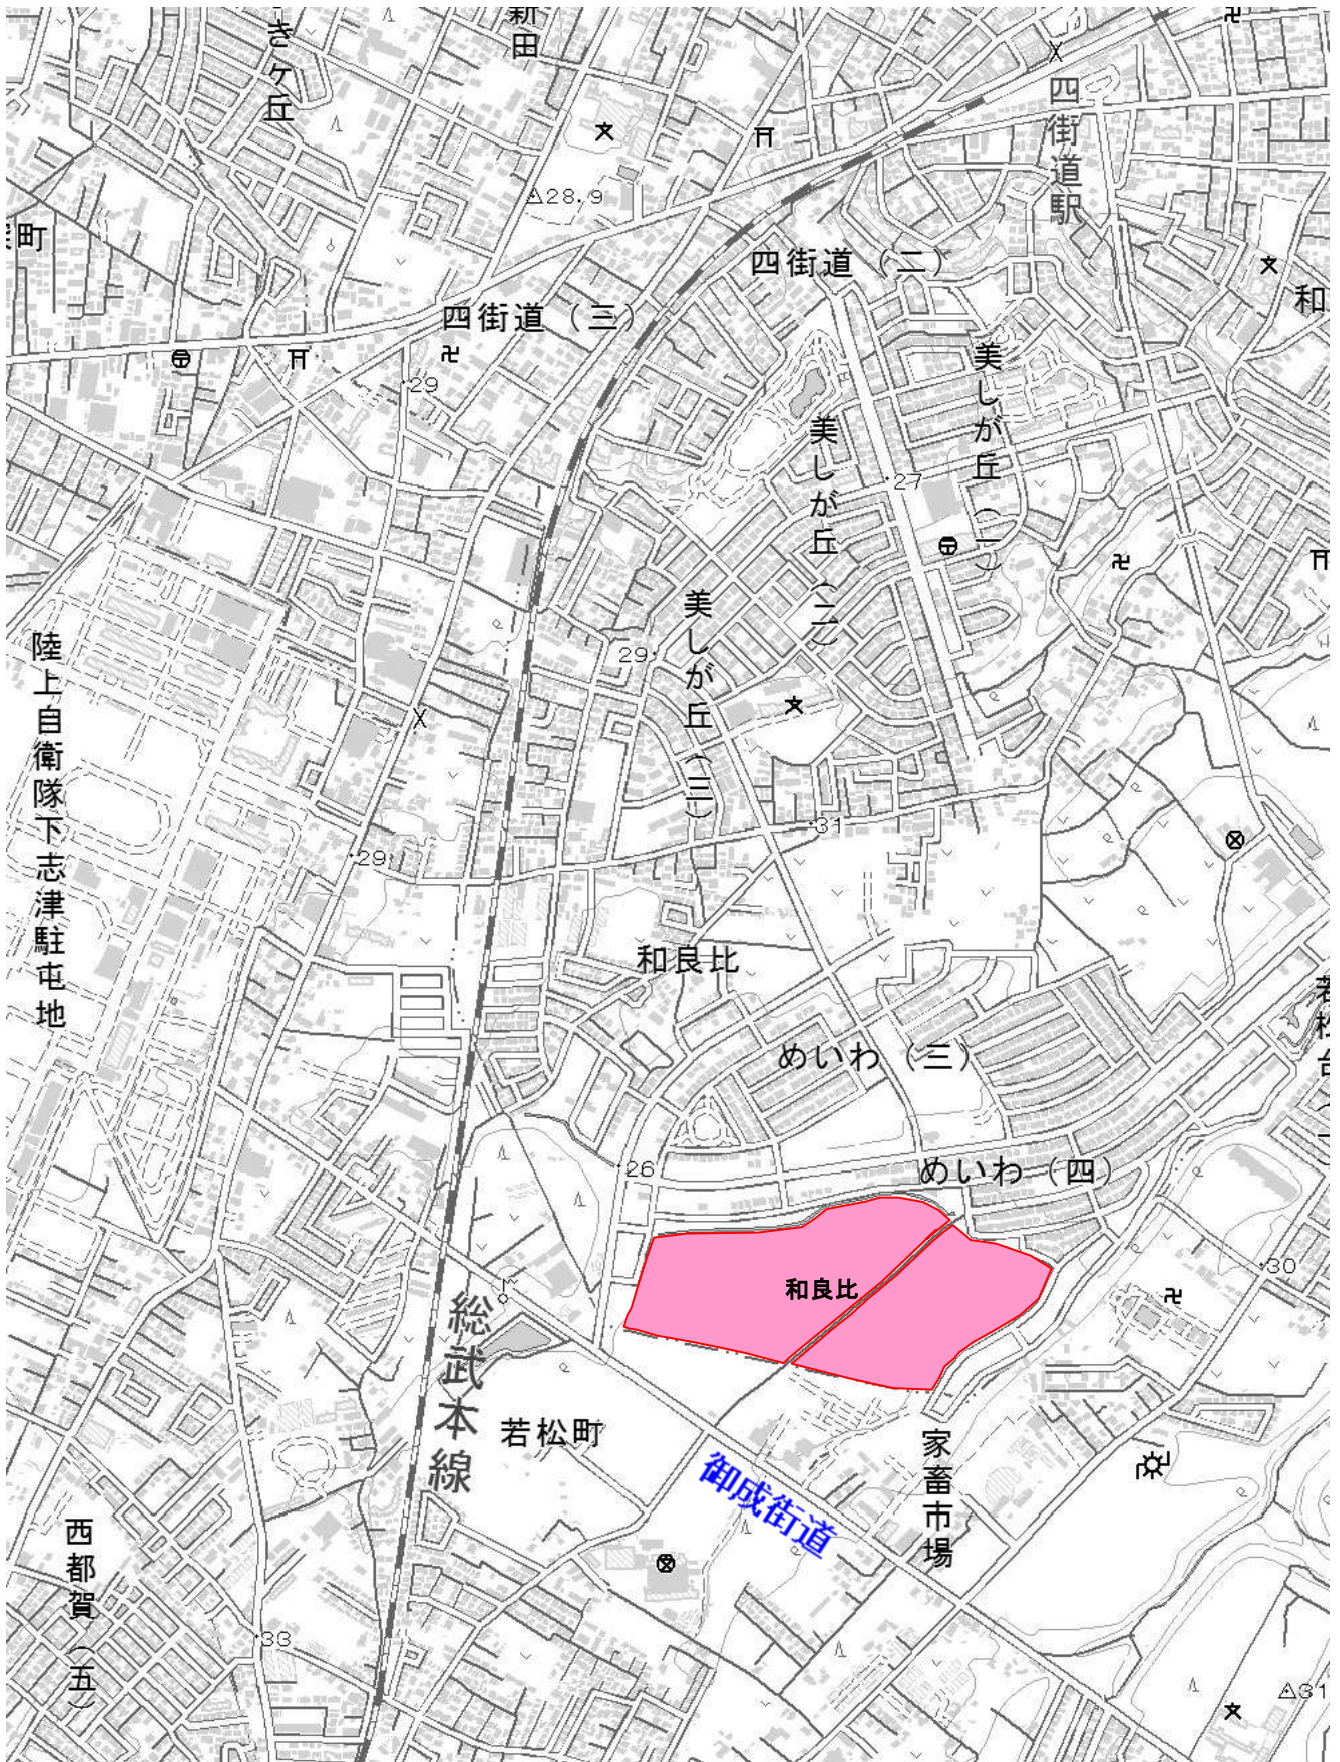 きケ丘
新田
28.9
四街道駅
町
四街道（二）
四街道（三）
和
29
美しが丘（一）
美しが丘（二）
27
美しが丘（三）
29
陸上自衛隊下志津駐屯地
31
29
和良比
めいわ（三）
若松台（一）
26
めいわ（四）
30
和良比
総武本線
若松町
御成街道
家畜市場
西都賀（五）
33
31